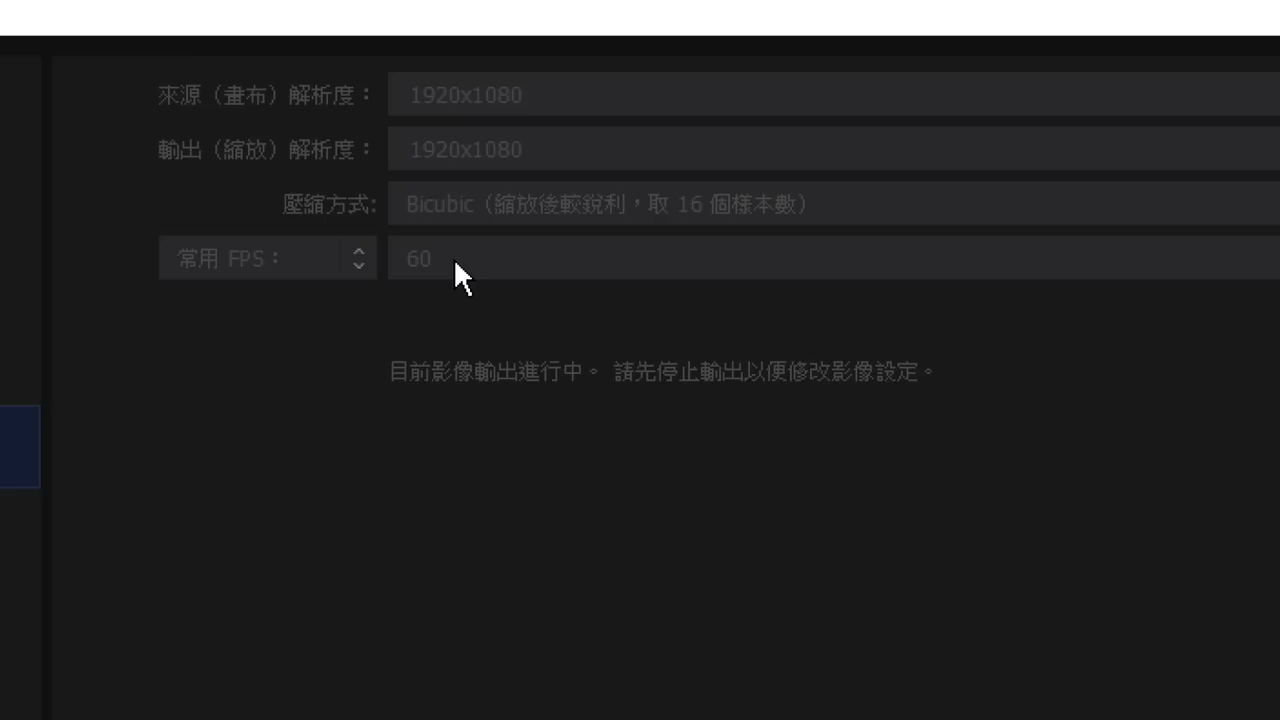 來源（畫布）解析度：
1920x1080
輸出（縮放）解析度：
1920x1080
壓縮方式:
Bicubic（縮放後較銳利，取 16 個樣本數）
常用 FPS：
60
目前影像輸出進行中。 請先停止輸出以便修改影像設定。